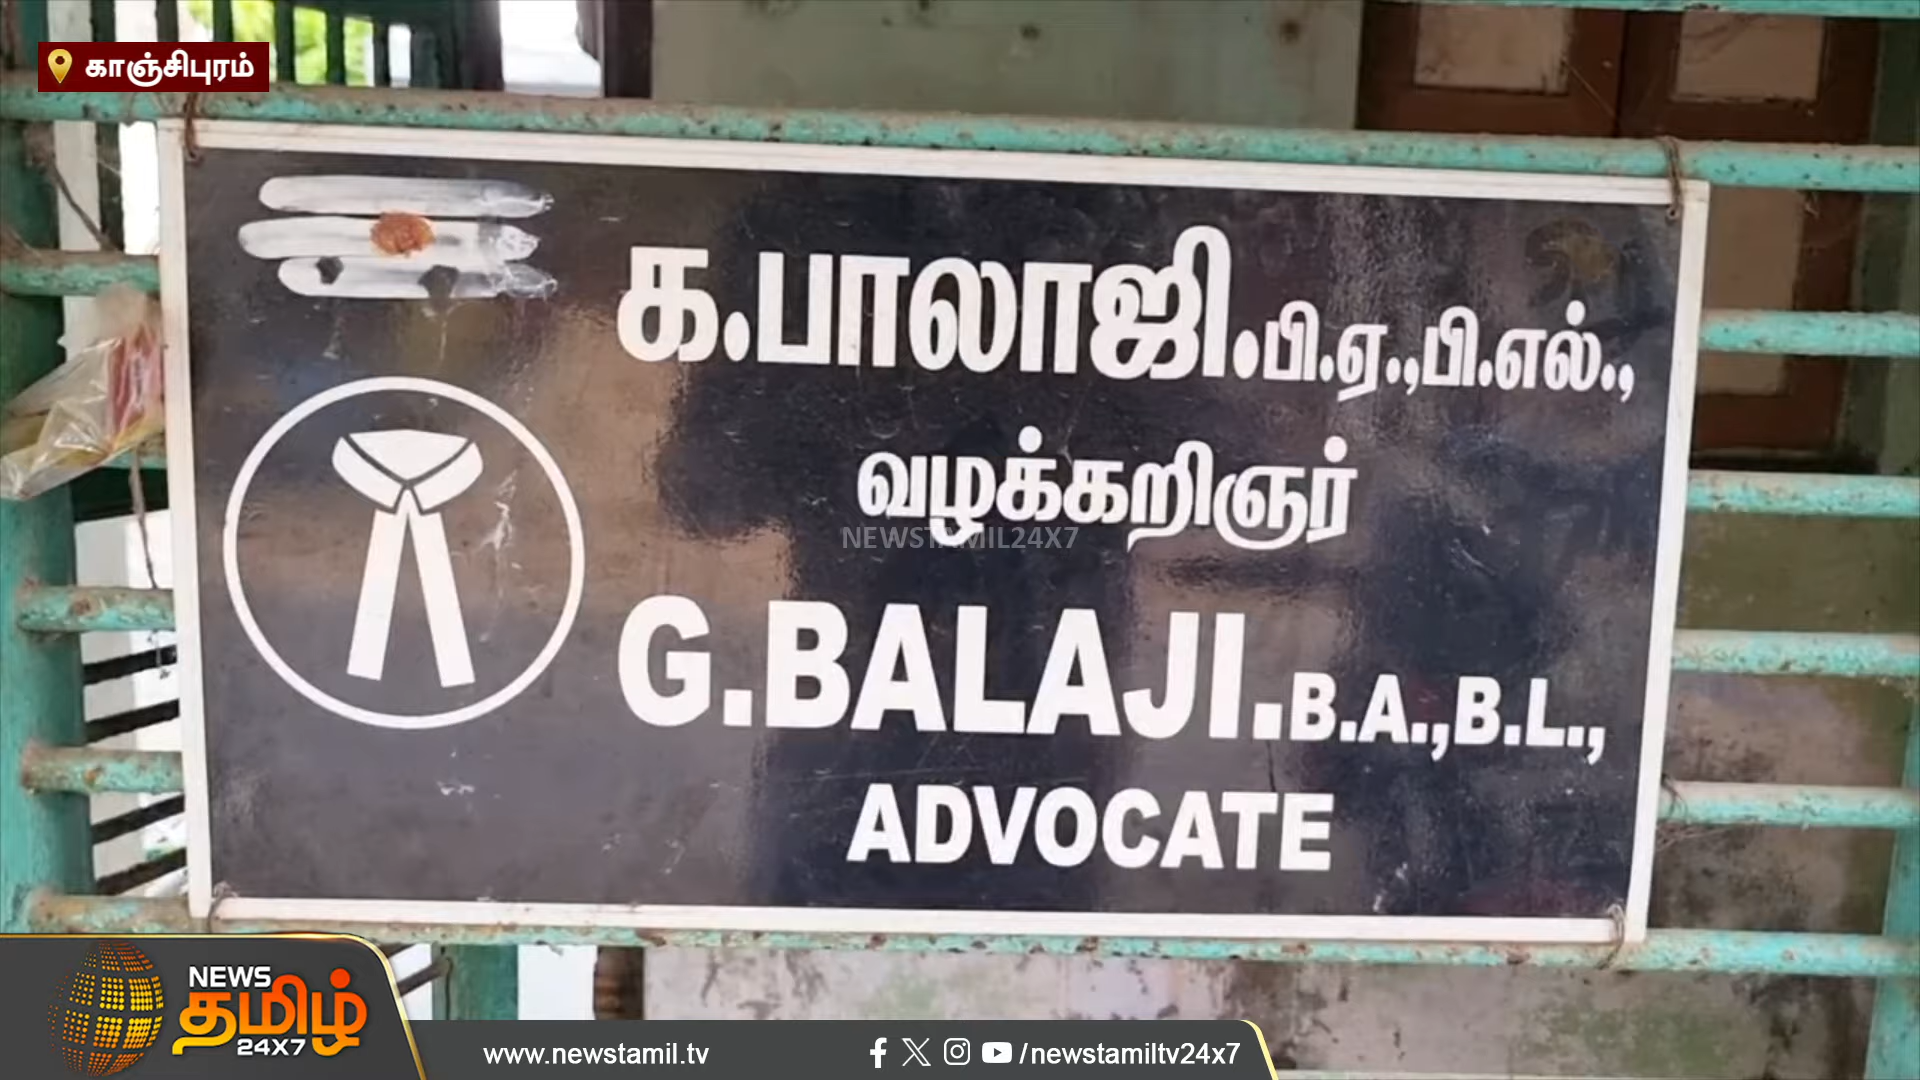 காஞ்சிபுரம்
க.பாலாஜி.பி.ஏ.,பி.எல்.,
வழக்கறிஞர்
NEWSTAMIL24X7
G.BALAJI.B.A.,B.L.,
ADVOCATE
NEWS
தமிழ்
24X7
www.newstamil.tv
/newstamiltv24x7